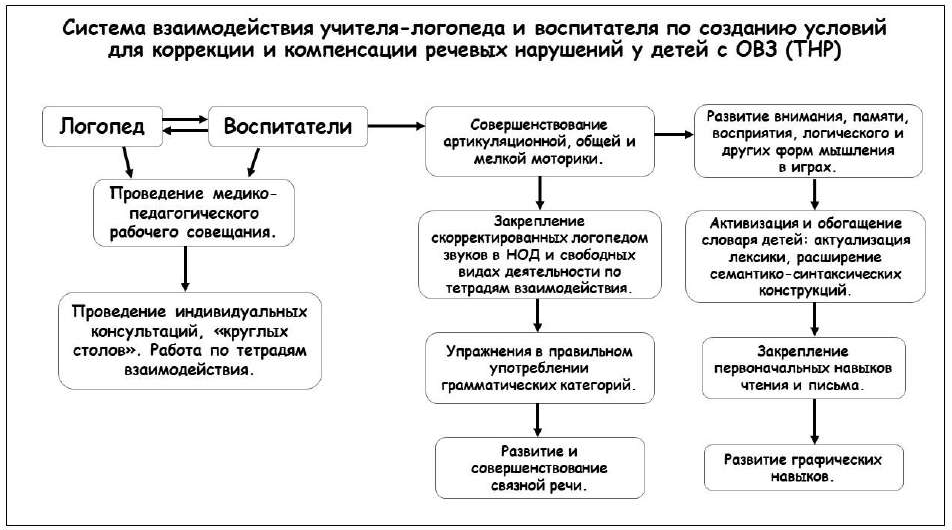 Система взаимодействия учителя-логопеда и воспитателя по созданию условий
для коррекции и компенсации речевых нарушений у детей с ОВЗ (ТНР)
Логопед
Воспитатели
Проведение медико-
педагогического
рабочего совещания.
Проведение индивидуальных
консультаций, «круглых
столов». Работа по тетрадям
взаимодействия.
Совершенствование
артикуляционной, общей и
мелкой моторики.
Закрепление
скорректированных логопедом
звуков в НОД и свободных
видах деятельности по
тетрадям взаимодействия.
Упражнения в правильном
употреблении
грамматических категорий.
Развитие и
совершенствование
связной речи.
Развитие внимания, памяти,
восприятия, логического и
других форм мышления
в играх.
Активизация и обогащение
словаря детей: актуализация
лексики, расширение
семантико-синтаксических
конструкций.
Закрепление
первоначальных навыков
чтения и письма.
Развитие графических
навыков.